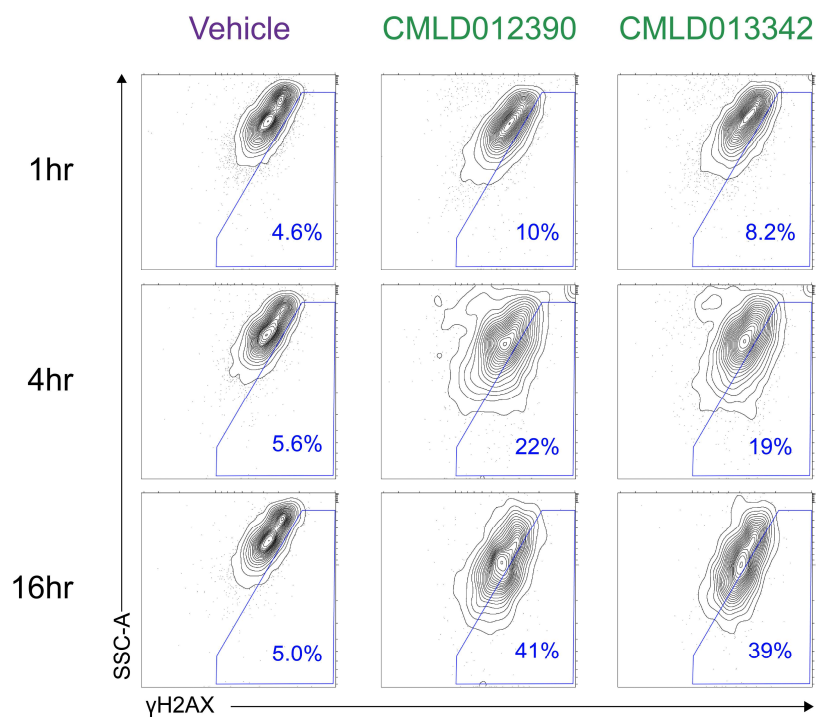 Vehicle CMLD012390 CMLD013342
1hr 4.6% 10% 8.2%
4hr 5.6% 22% 19%
16hr 5.0% 41% 39%
SSC-A
γH2AX